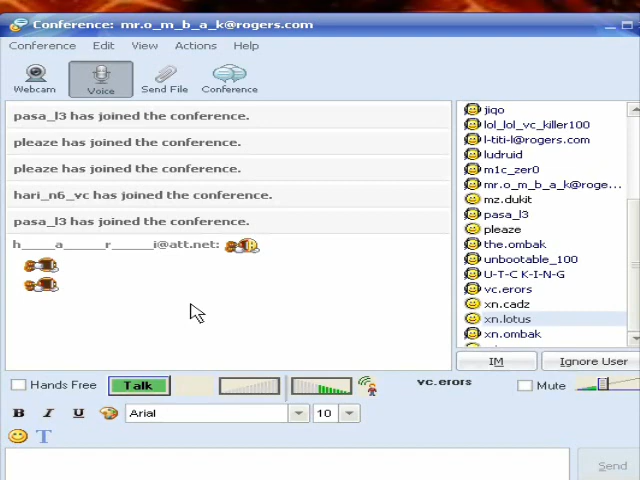 Conference: mr.o_m_b_a_k@rogers.com
Conference Edit View Actions Help
Webcam Voice Send File Conference
pasa_l3 has joined the conference.
pleaze has joined the conference.
pleaze has joined the conference.
hari_n6_vc has joined the conference.
pasa_l3 has joined the conference.
h_____a______r______i@att.net:
jiqo
lol_lol_vc_killer100
l-titi-l@rogers.com
ludruid
m1c_zer0
mr.o_m_b_a_k@roge...
mz.dukit
pasa_l3
pleaze
the.ombak
unbootable_100
U-T-C K-I-N-G
vc.erors
xn.cadz
xn.lotus
xn.ombak
IM Ignore User
Hands Free Talk vc.erors Mute
B I U Arial 10
T
Send